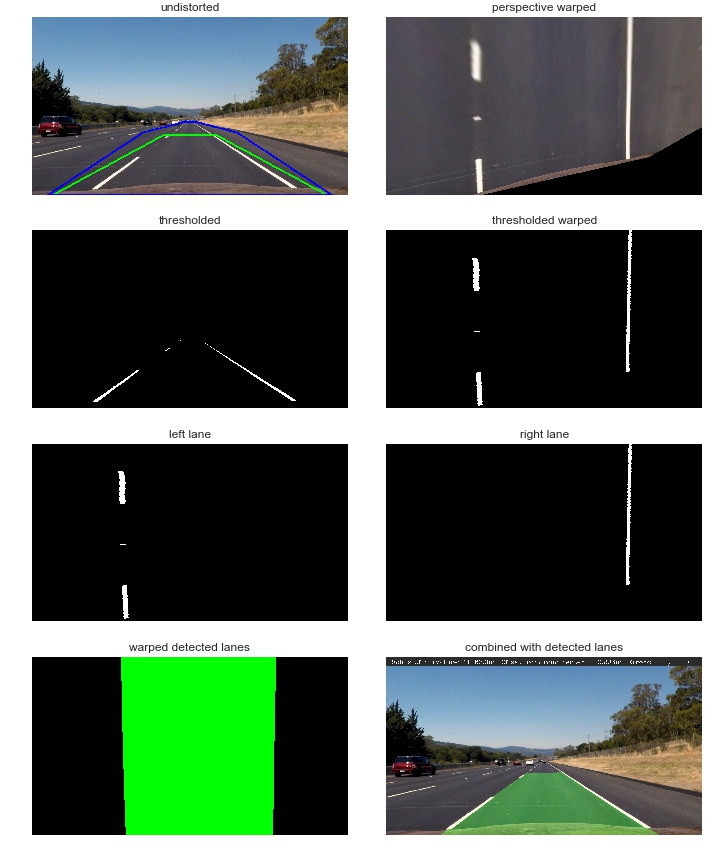 undistorted
perspective warped
thresholded
thresholded warped
left lane
right lane
warped detected lanes
combined with detected lanes